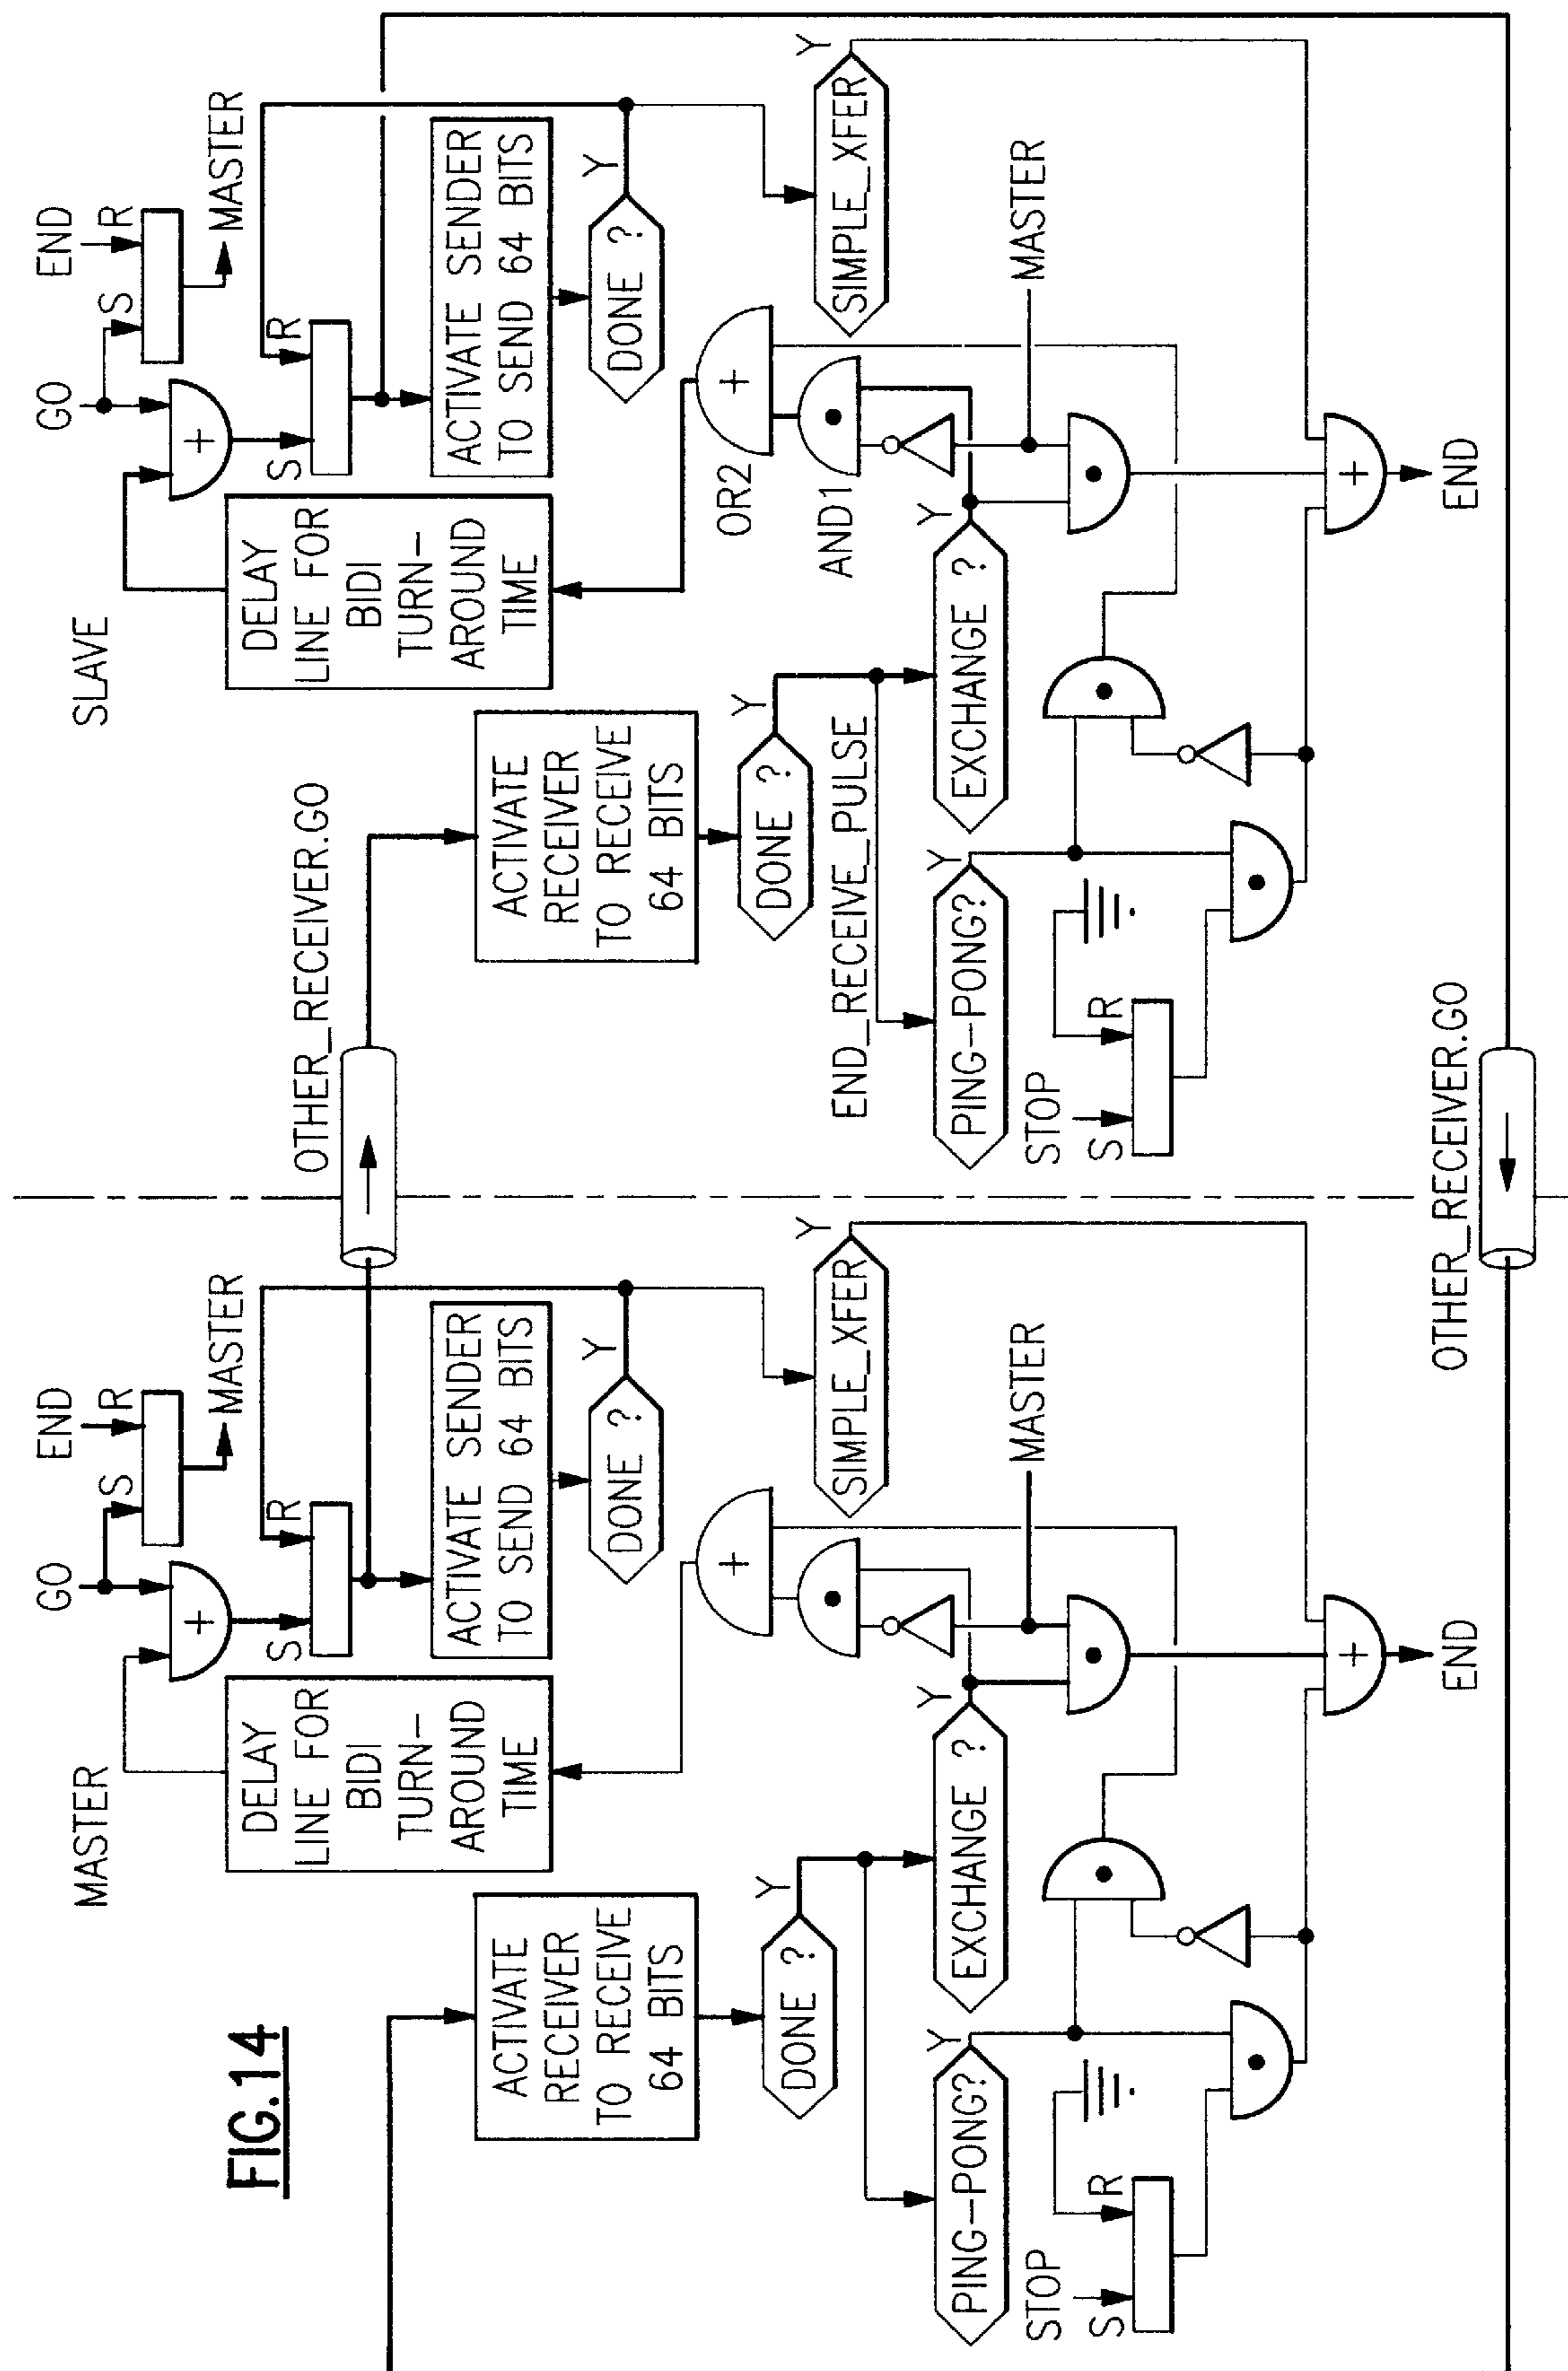 FIG.14
MASTER
GO
END
S
R
MASTER
+
DELAY
LINE FOR
BIDI
TURN-
AROUND
TIME
S
R
ACTIVATE SENDER
TO SEND 64 BITS
DONE ?
Y
ACTIVATE
RECEIVER
TO RECEIVE
64 BITS
DONE ?
Y
+
SIMPLE_XFER
Y
PING-PONG?
Y
EXCHANGE ?
Y
MASTER
STOP
S
R
+
END
SLAVE
GO
END
S
R
MASTER
+
DELAY
LINE FOR
BIDI
TURN-
AROUND
TIME
S
R
ACTIVATE SENDER
TO SEND 64 BITS
DONE ?
Y
OTHER_RECEIVER.GO
ACTIVATE
RECEIVER
TO RECEIVE
64 BITS
DONE ?
Y
END_RECEIVE_PULSE
OR2
+
AND1
SIMPLE_XFER
Y
PING-PONG?
Y
EXCHANGE ?
Y
MASTER
STOP
S
R
+
END
OTHER_RECEIVER.GO